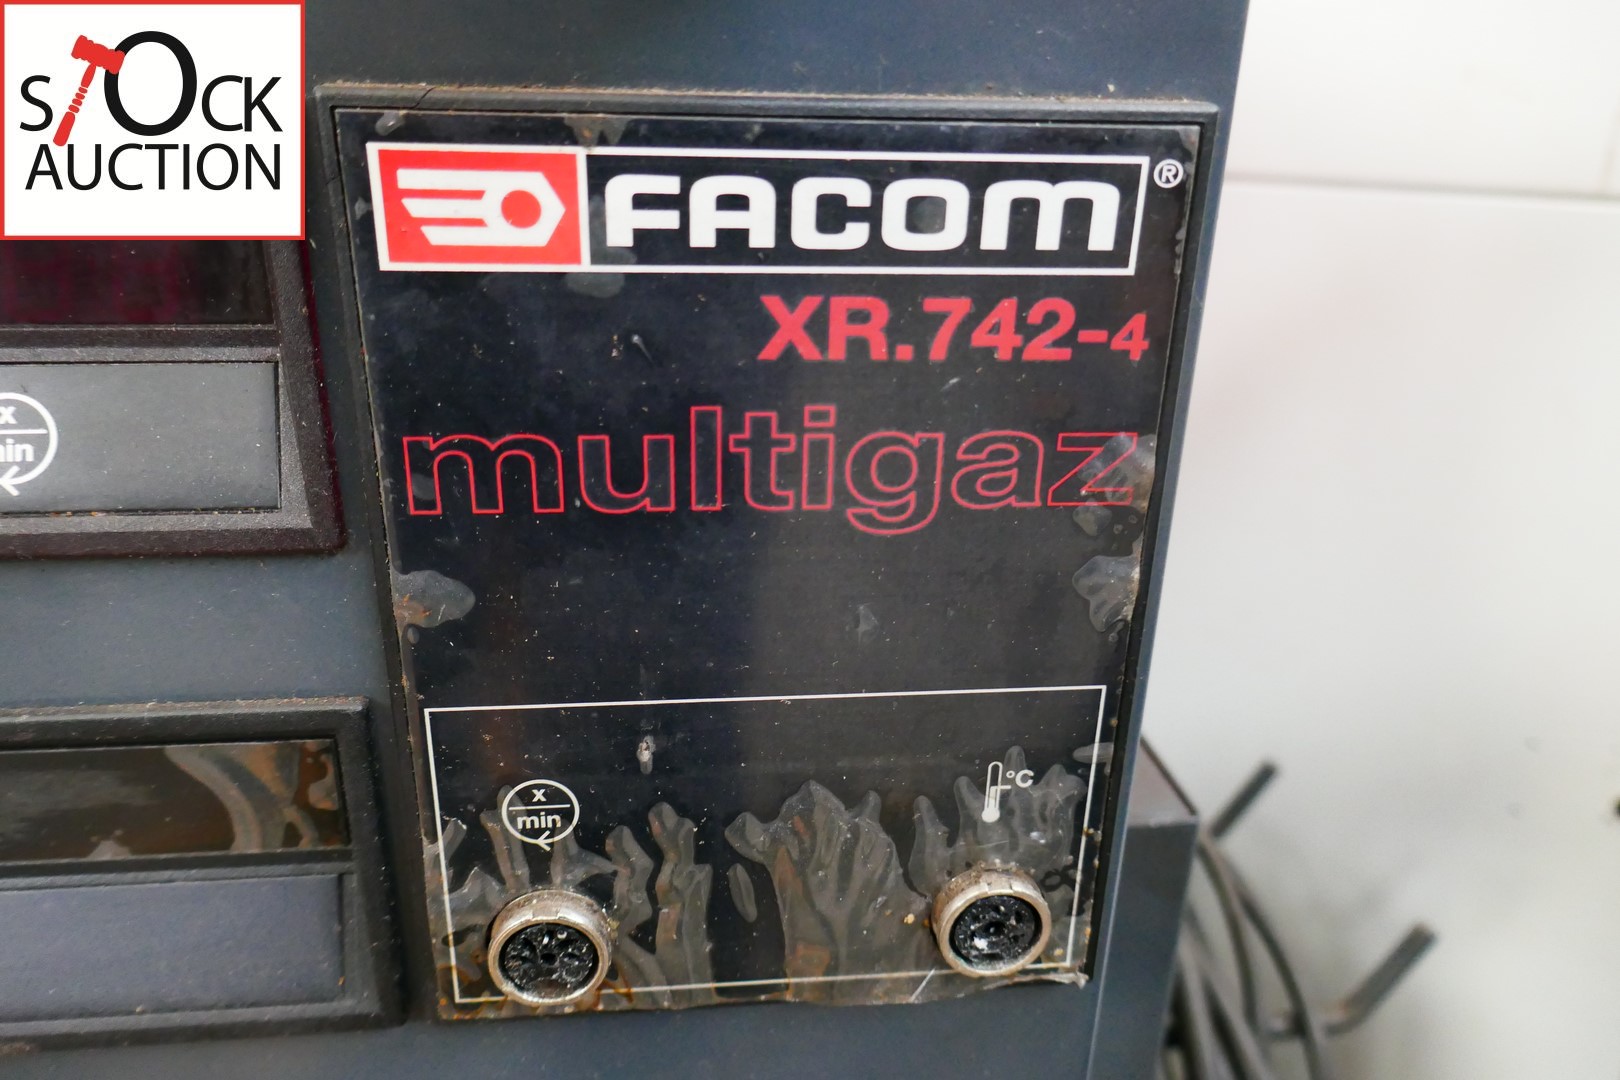 STOCK
AUCTION
FACOM®
XR.742-4
multigaz
x
min
x
min
°C